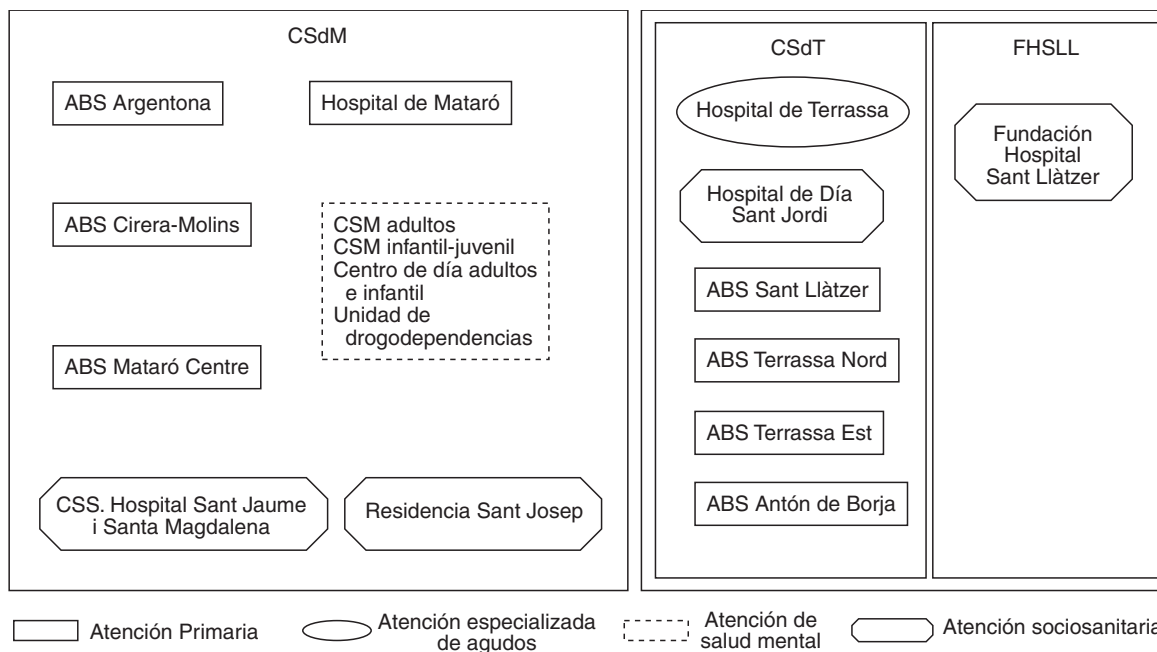 CSdM
ABS Argentona
Hospital de Mataró
ABS Cirera-Molins
CSM adultos
CSM infantil-juvenil
Centro de día adultos
e infantil
Unidad de
drogodependencias
ABS Mataró Centre
CSS. Hospital Sant Jaume
i Santa Magdalena
Residencia Sant Josep
CSdT
Hospital de Terrassa
Hospital de Día
Sant Jordi
ABS Sant Llàtzer
ABS Terrassa Nord
ABS Terrassa Est
ABS Antón de Borja
FHSLL
Fundación
Hospital
Sant Llàtzer
Atención Primaria
Atención especializada
de agudos
Atención de
salud mental
Atención sociosanitaria